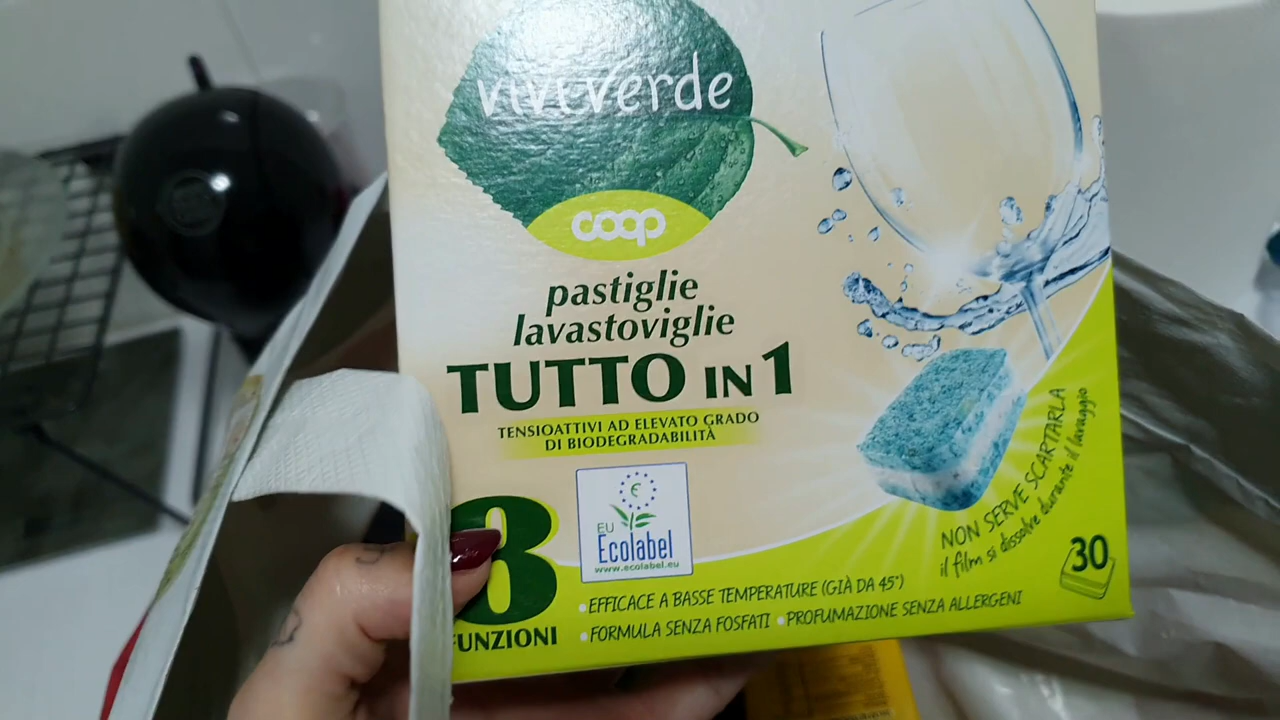 viviverde
coop
pastiglie
lavastoviglie
TUTTO IN 1
TENSIOATTIVI AD ELEVATO GRADO
DI BIODEGRADABILITÀ
8
FUNZIONI
EU
Ecolabel
www.ecolabel.eu
NON SERVE SCARTARLA
il film si dissolve durante il lavaggio
30
•EFFICACE A BASSE TEMPERATURE (GIÀ DA 45°)
•FORMULA SENZA FOSFATI •PROFUMAZIONE SENZA ALLERGENI